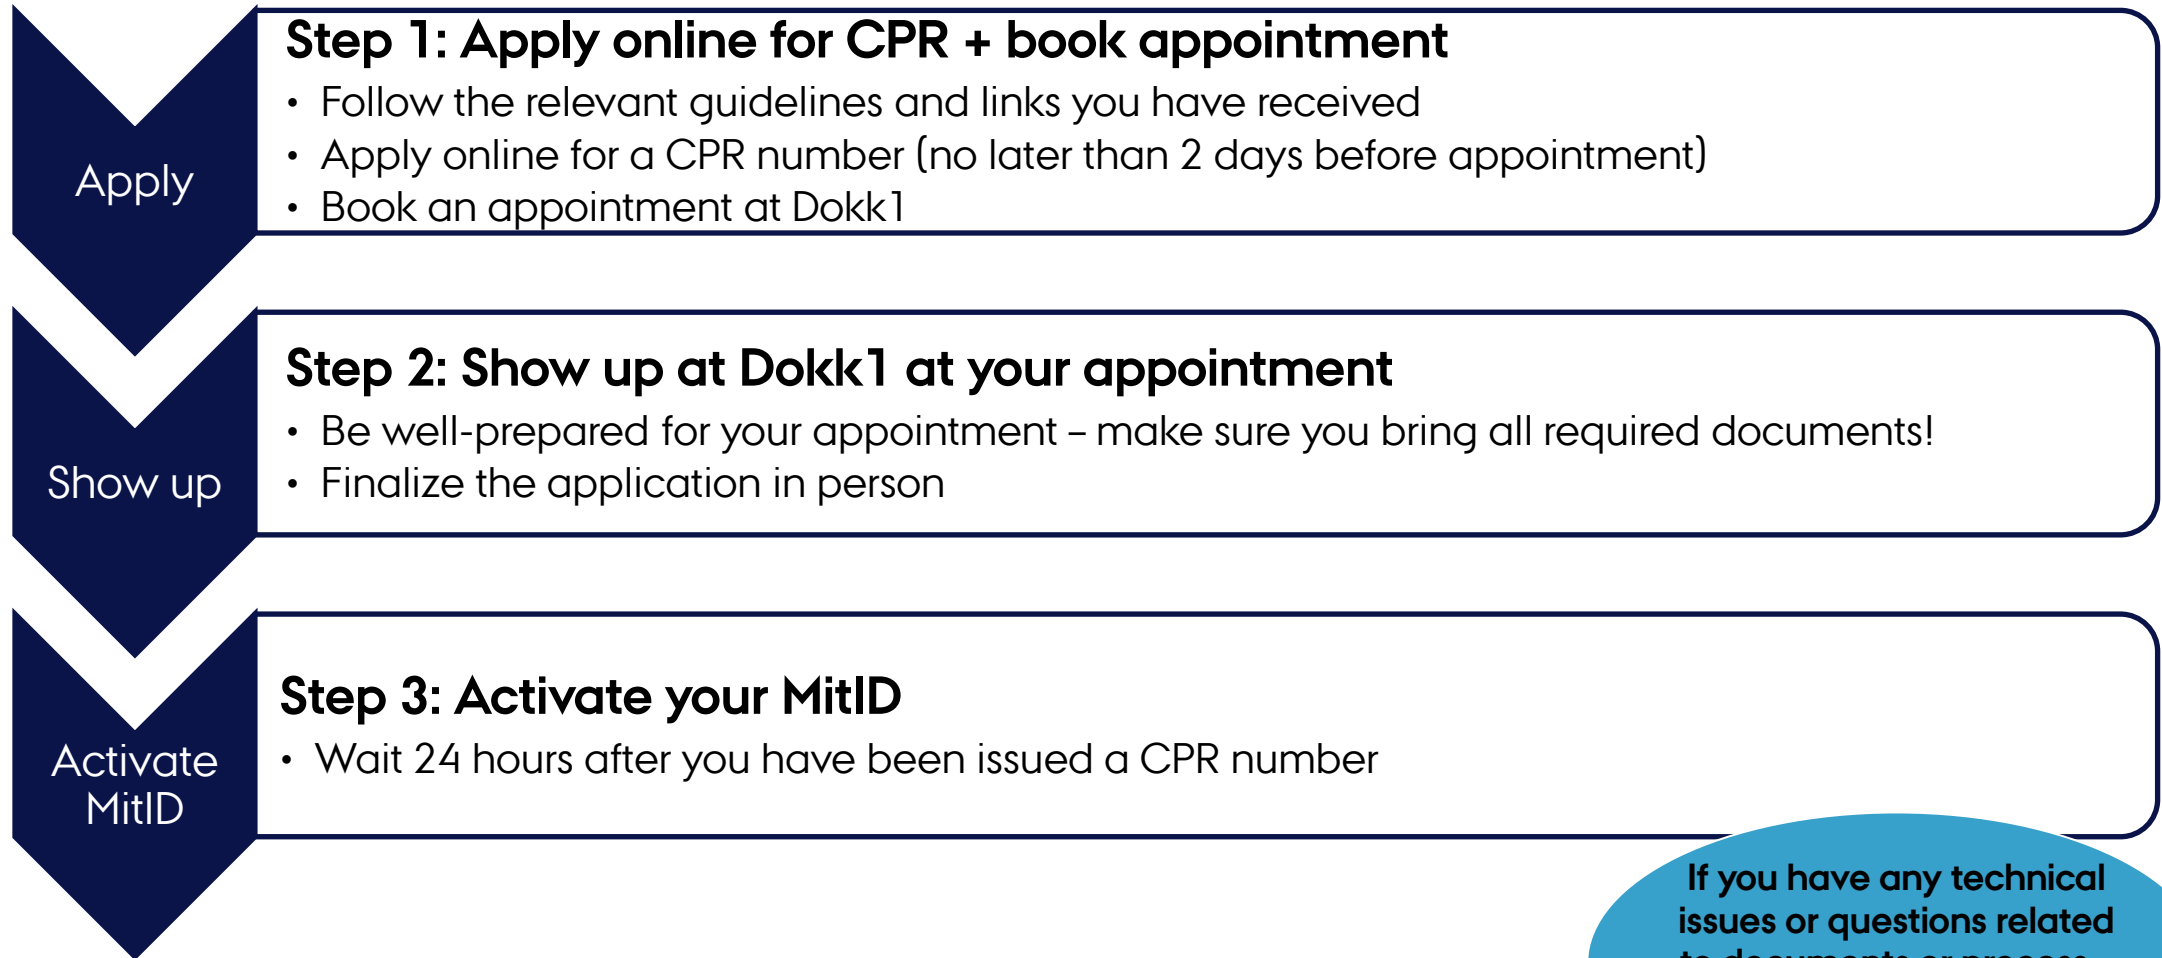 Step 1: Apply online for CPR + book appointment
• Follow the relevant guidelines and links you have received
• Apply online for a CPR number (no later than 2 days before appointment)
• Book an appointment at Dokk1
Apply
Step 2: Show up at Dokk1 at your appointment
• Be well-prepared for your appointment – make sure you bring all required documents!
• Finalize the application in person
Show up
Step 3: Activate your MitID
• Wait 24 hours after you have been issued a CPR number
Activate
MitID
If you have any technical
issues or questions related
to documents or process